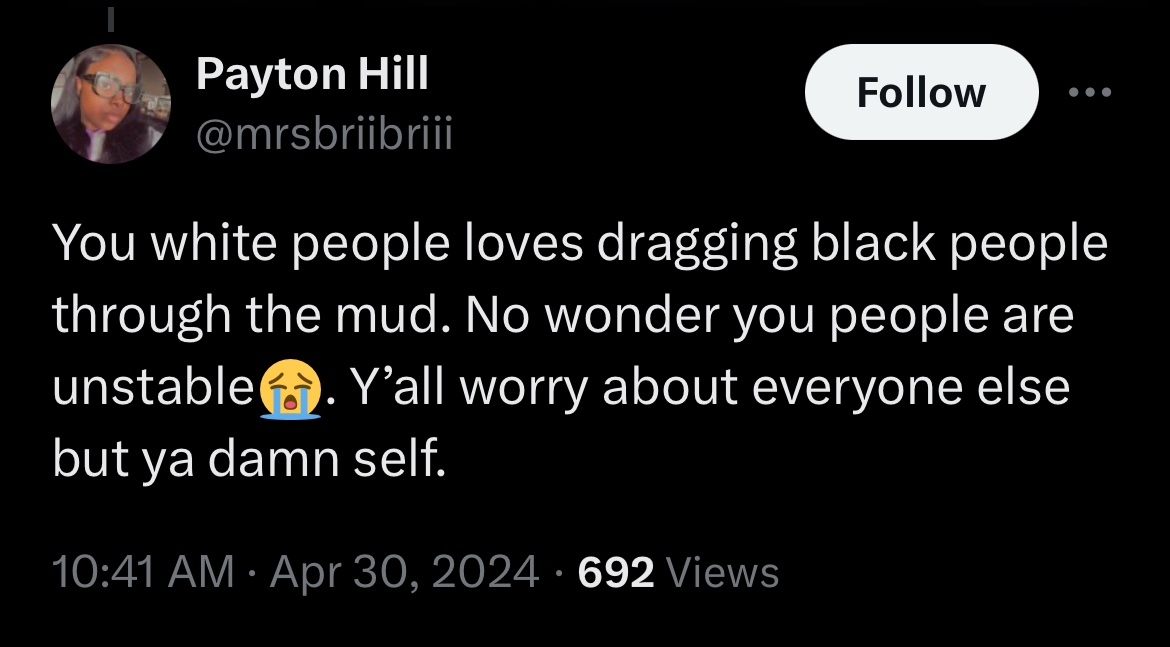 Payton Hill
@mrsbriibriii
Follow
You white people loves dragging black people
through the mud. No wonder you people are
unstable😭. Y’all worry about everyone else
but ya damn self.
10:41 AM · Apr 30, 2024 · 692 Views